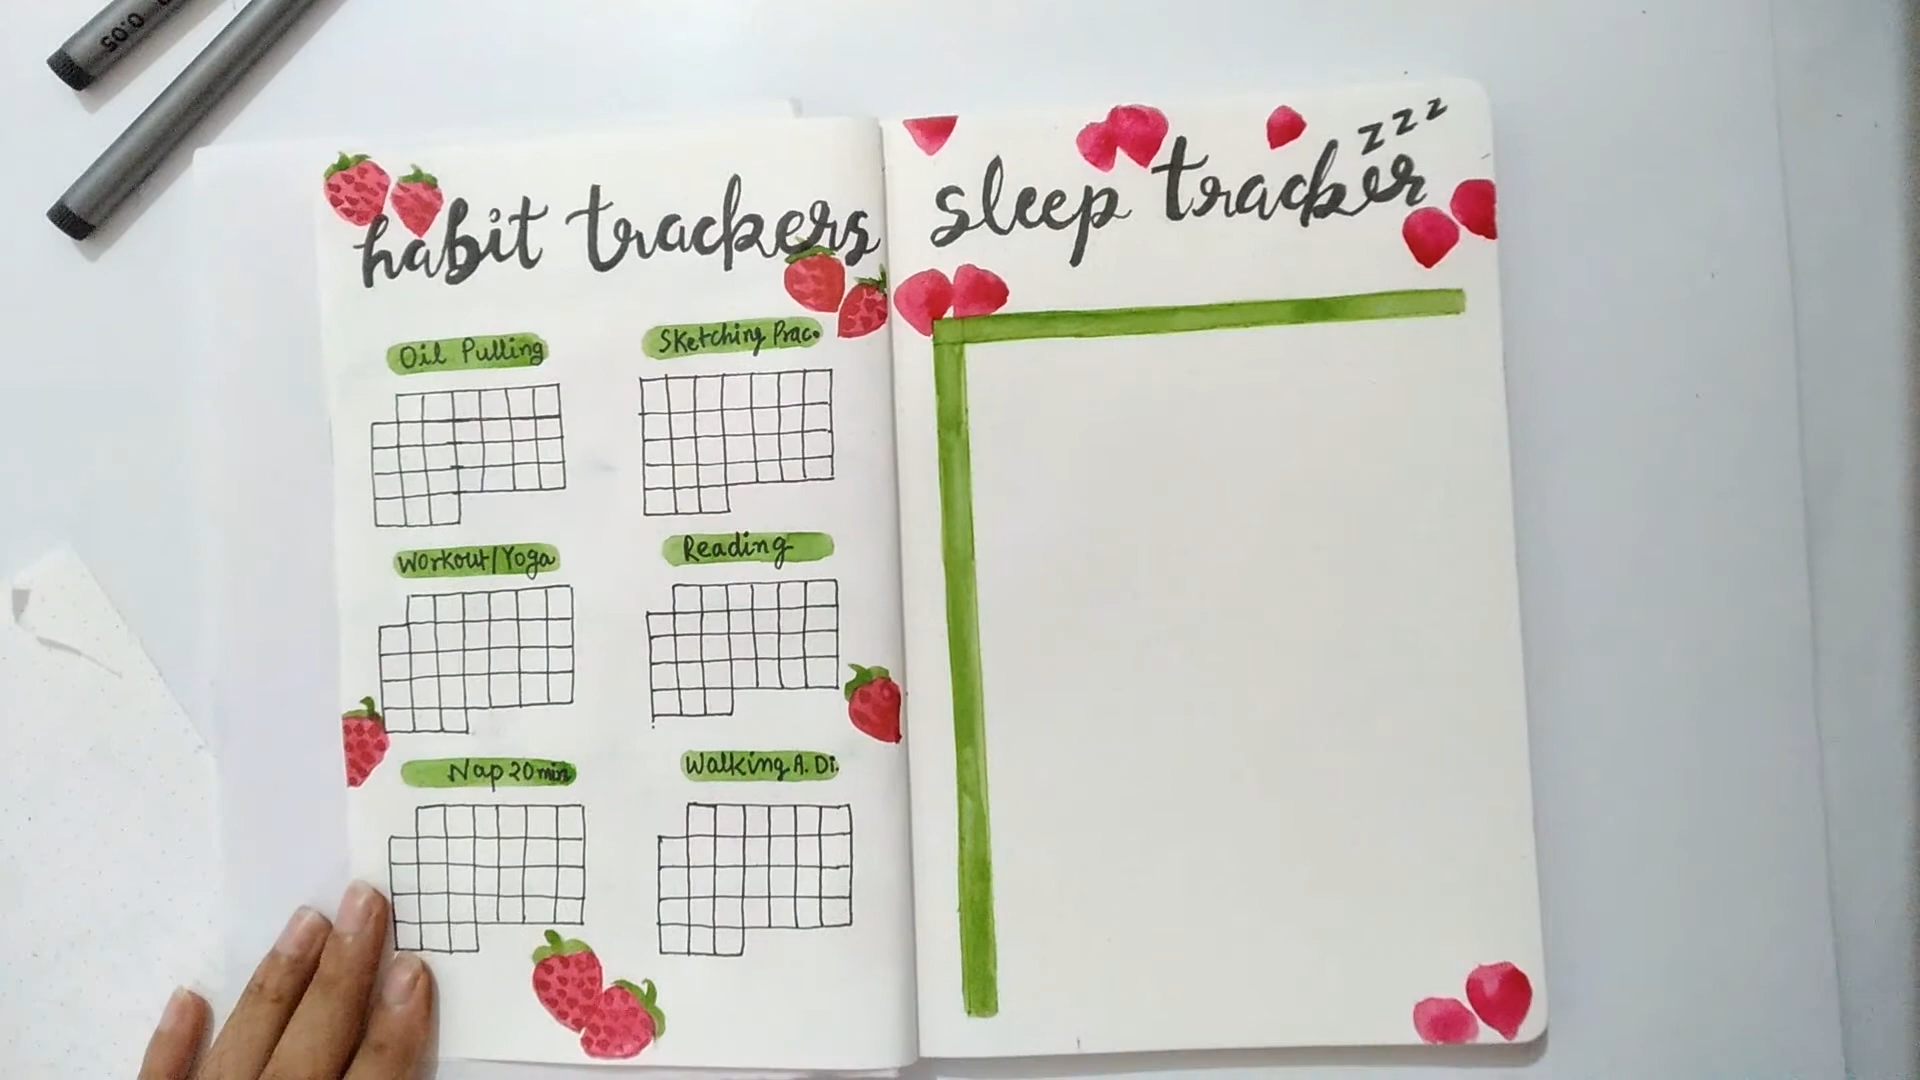 0.05
habit trackers
Oil Pulling
Sketching Prac.
Workout/Yoga
Reading
Nap 20 min
Walking A. Di.
zzz
sleep tracker